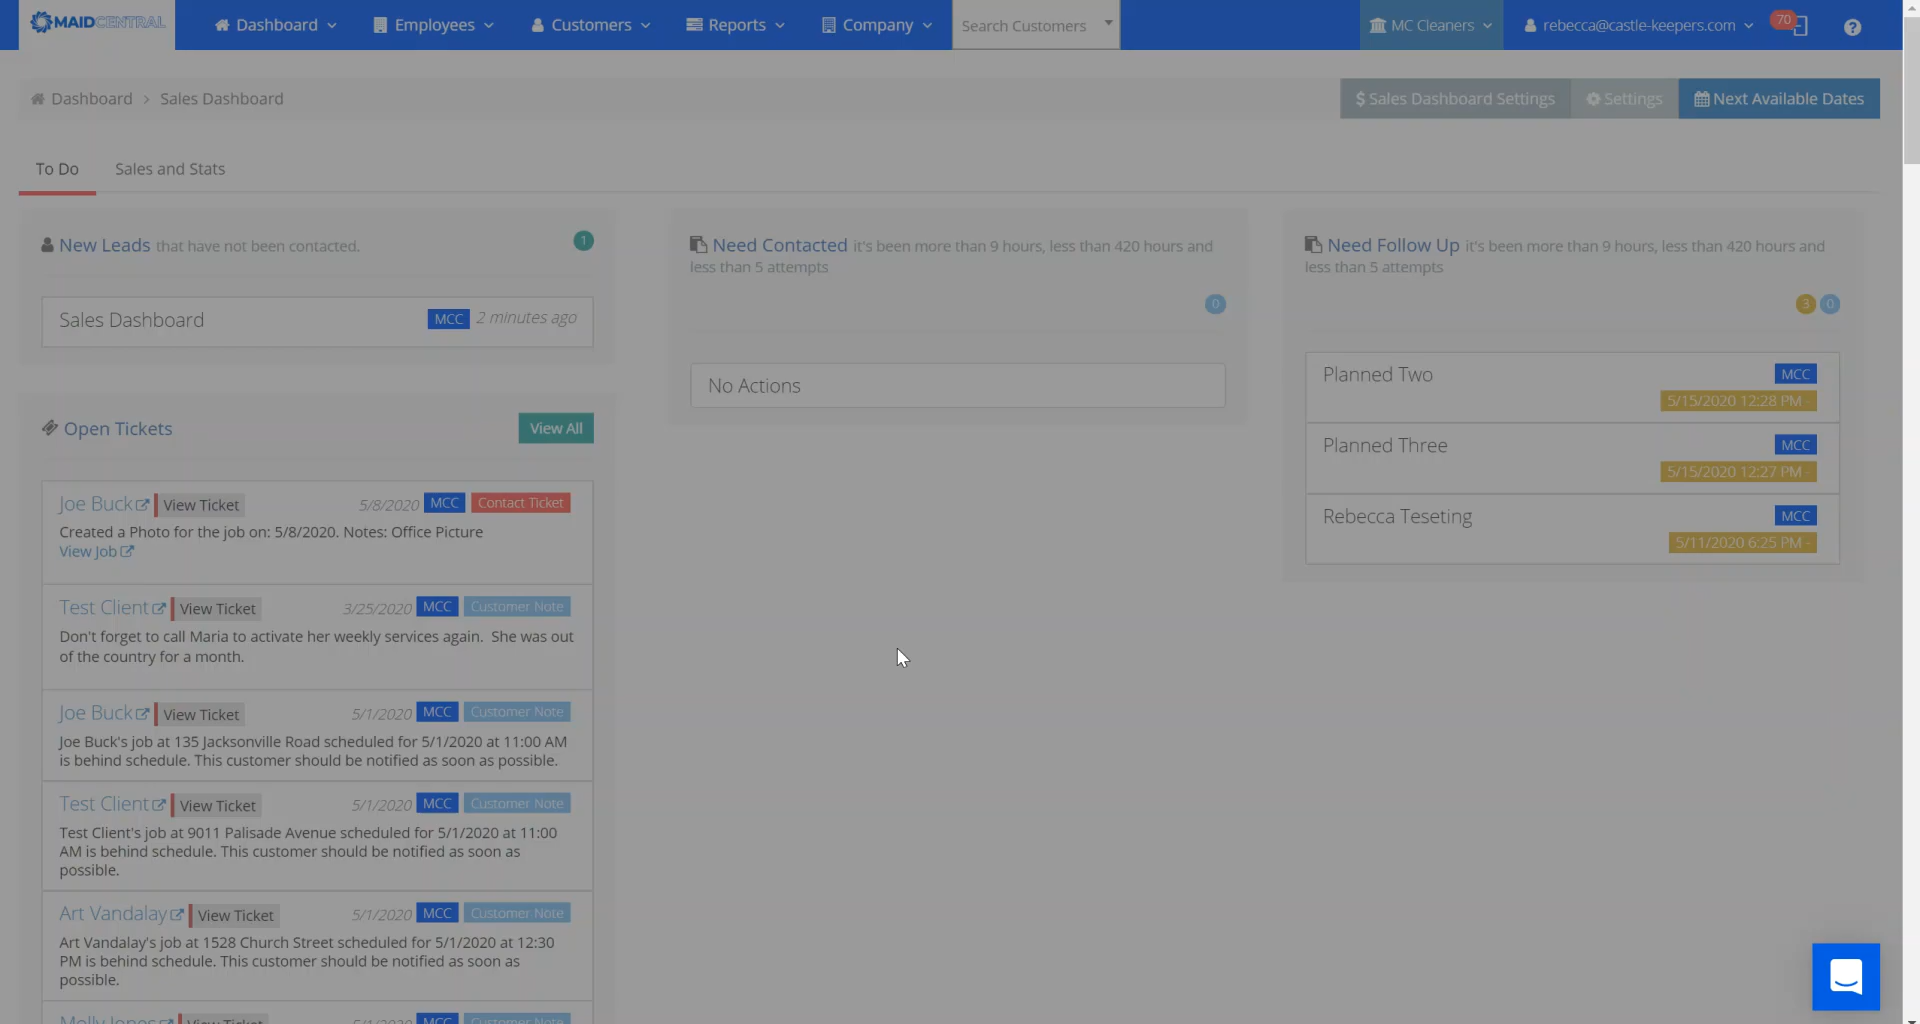 MAIDCENTRAL
Dashboard
Employees
Customers
Reports
Company
Search Customers
MC Cleaners
rebecca@castle-keepers.com
70
Dashboard > Sales Dashboard
$ Sales Dashboard Settings
Settings
Next Available Dates
To Do
Sales and Stats
New Leads that have not been contacted.
1
Sales Dashboard
MCC
2 minutes ago
Open Tickets
View All
Joe Buck View Ticket 5/8/2020 MCC Contact Ticket
Created a Photo for the job on: 5/8/2020. Notes: Office Picture
View Job
Test Client View Ticket 3/25/2020 MCC Customer Note
Don't forget to call Maria to activate her weekly services again. She was out
of the country for a month.
Joe Buck View Ticket 5/1/2020 MCC Customer Note
Joe Buck's job at 135 Jacksonville Road scheduled for 5/1/2020 at 11:00 AM
is behind schedule. This customer should be notified as soon as possible.
Test Client View Ticket 5/1/2020 MCC Customer Note
Test Client's job at 9011 Palisade Avenue scheduled for 5/1/2020 at 11:00
AM is behind schedule. This customer should be notified as soon as
possible.
Art Vandalay View Ticket 5/1/2020 MCC Customer Note
Art Vandalay's job at 1528 Church Street scheduled for 5/1/2020 at 12:30
PM is behind schedule. This customer should be notified as soon as
possible.
Molly Jones View Ticket 5/1/2020 MCC Customer Note
Need Contacted it's been more than 9 hours, less than 420 hours and
less than 5 attempts
0
No Actions
Need Follow Up it's been more than 9 hours, less than 420 hours and
less than 5 attempts
3 0
Planned Two
MCC
5/15/2020 12:28 PM -
Planned Three
MCC
5/15/2020 12:27 PM -
Rebecca Teseting
MCC
5/11/2020 6:25 PM -